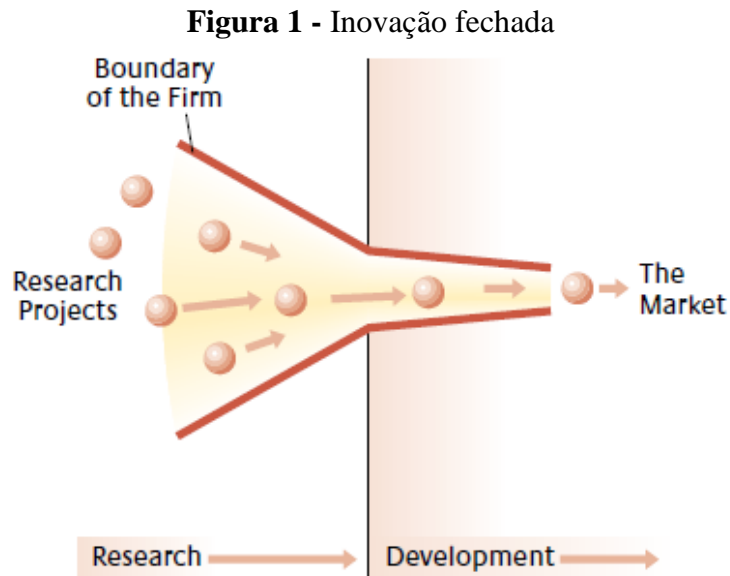 Figura 1 - Inovação fechada
Boundary
of the Firm
Research
Projects
The
Market
Research
Development